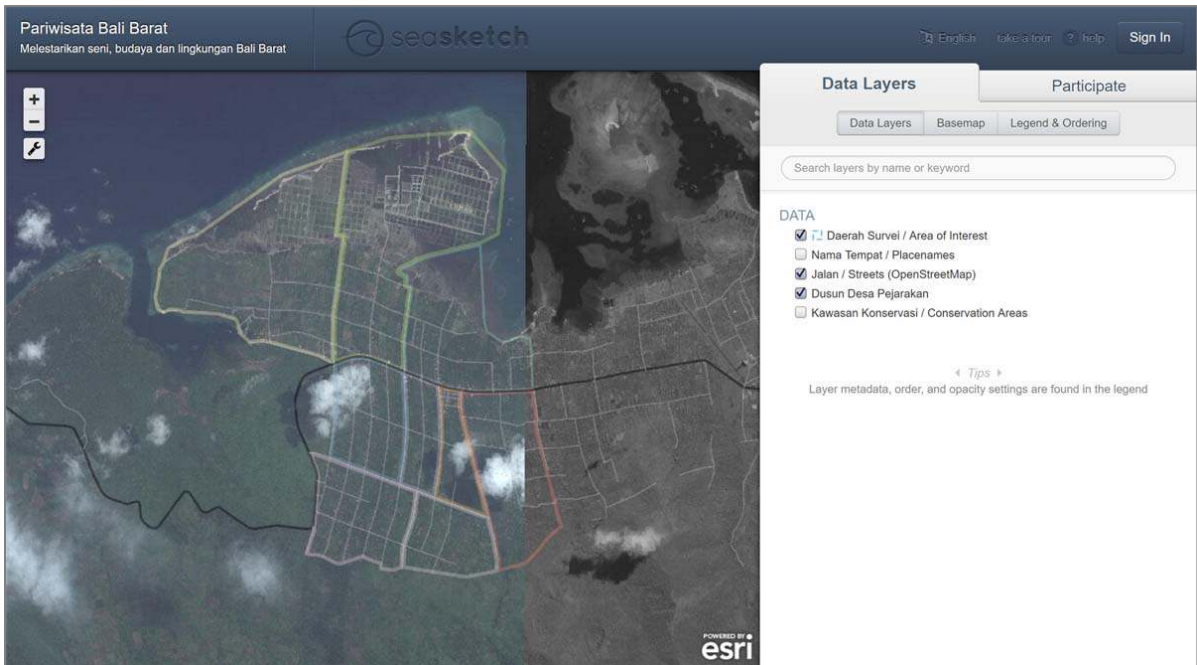 Pariwisata Bali Barat
Melestarikan seni, budaya dan lingkungan Bali Barat
seasketch
English take a tour ? help Sign In
Data Layers Participate
Data Layers Basemap Legend & Ordering
Search layers by name or keyword
DATA
Daerah Survei / Area of Interest
Nama Tempat / Placenames
Jalan / Streets (OpenStreetMap)
Dusun Desa Pejarakan
Kawasan Konservasi / Conservation Areas
Tips
Layer metadata, order, and opacity settings are found in the legend
POWERED BY
esri